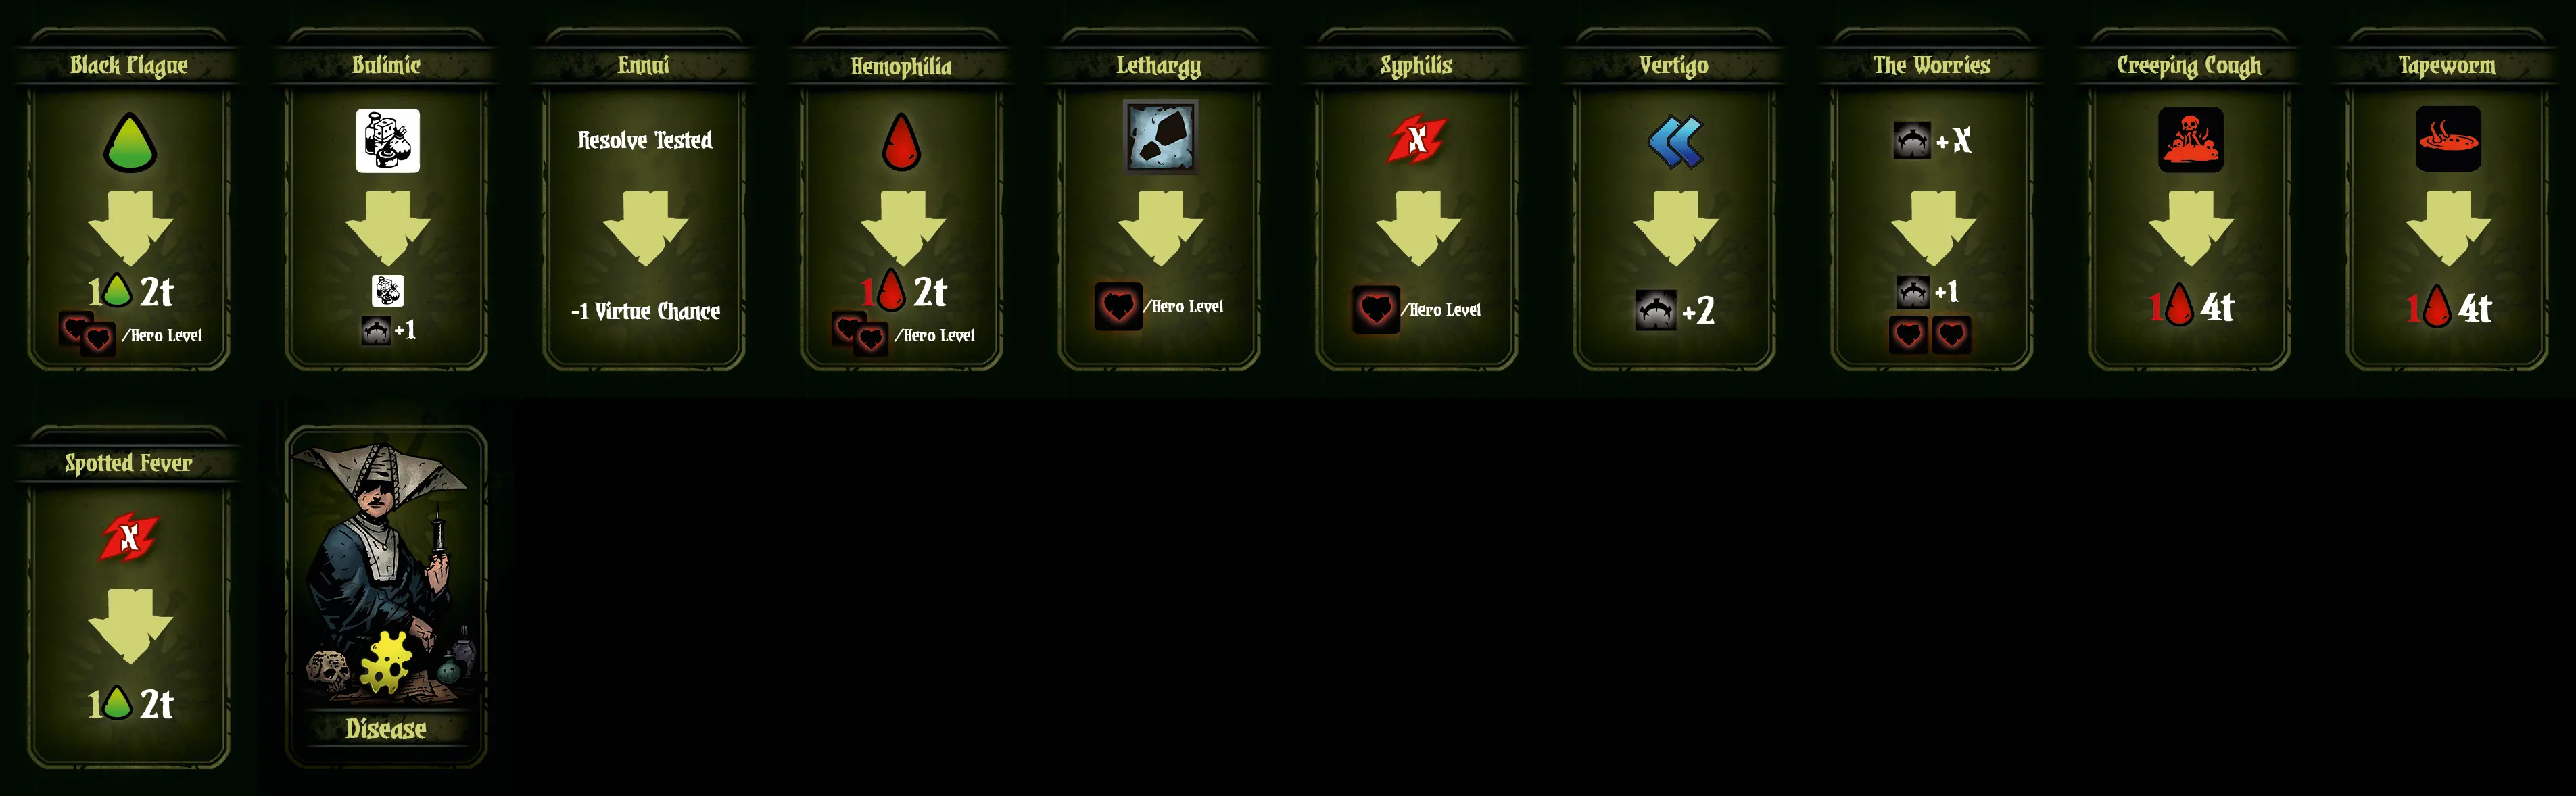 Black Plague
1 2t
/Hero Level
Bulimic
+1
Ennui
Resolve Tested
-1 Virtue Chance
Hemophilia
1 2t
/Hero Level
Lethargy
/Hero Level
Syphilis
X
/Hero Level
Vertigo
+2
The Worries
+X
+1
Creeping Cough
1 4t
Tapeworm
1 4t
Spotted Fever
X
1 2t
Disease